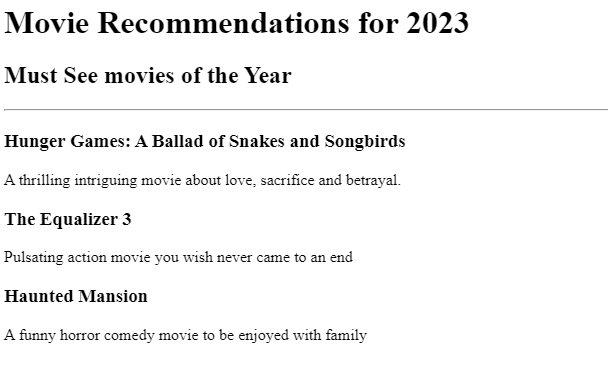 Movie Recommendations for 2023
Must See movies of the Year
Hunger Games: A Ballad of Snakes and Songbirds
A thrilling intriguing movie about love, sacrifice and betrayal.
The Equalizer 3
Pulsating action movie you wish never came to an end
Haunted Mansion
A funny horror comedy movie to be enjoyed with family